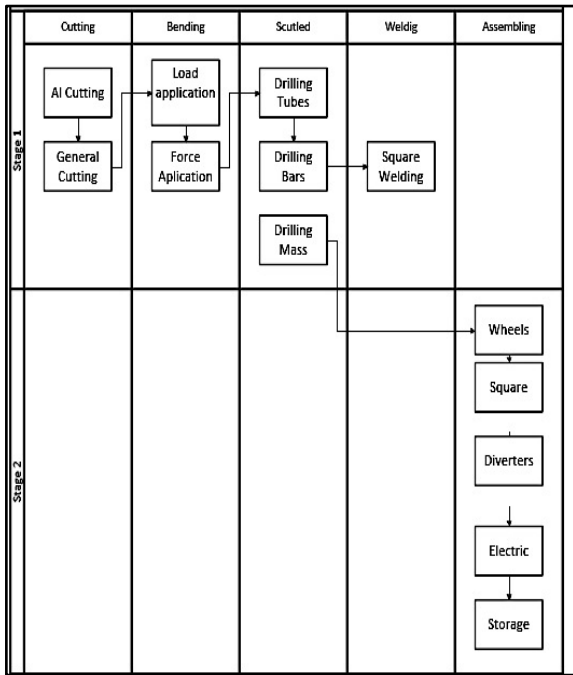 Cutting
Bending
Scutled
Weldig
Assembling
Stage 1
AI Cutting
General
Cutting
Load
application
Force
Aplication
Drilling
Tubes
Drilling
Bars
Drilling
Mass
Square
Welding
Stage 2
Wheels
Square
Diverters
Electric
Storage